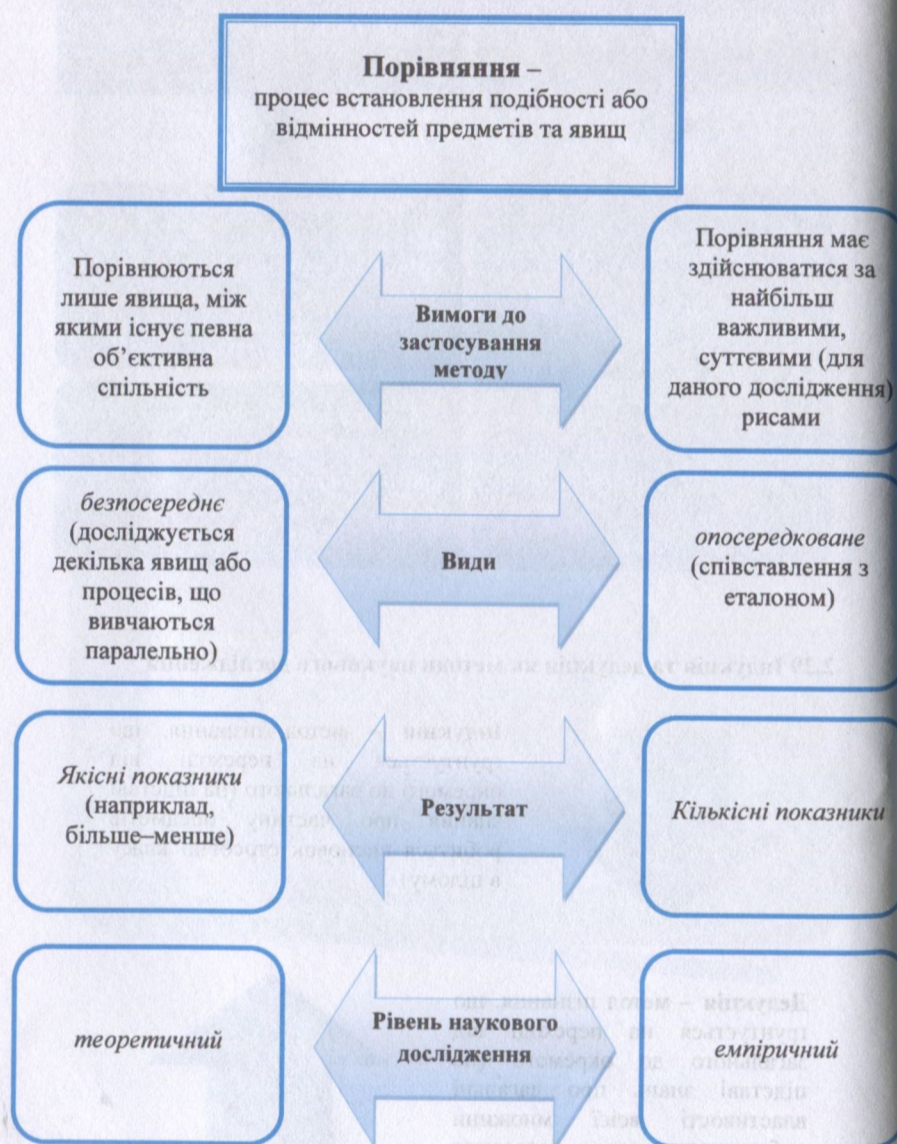 Порівняння –
процес встановлення подібності або
відмінностей предметів та явищ
Порівнюються
лише явища, між
якими існує певна
об’єктивна
спільність
Вимоги до
застосування
методу
Порівняння має
здійснюватися за
найбільш
важливими,
суттєвими (для
даного дослідження)
рисами
безпосереднє
(досліджується
декілька явищ або
процесів, що
вивчаються
паралельно)
Види
опосередковане
(співставлення з
еталоном)
Якісні показники
(наприклад,
більше–менше)
Результат
Кількісні показники
теоретичний
Рівень наукового
дослідження
емпіричний